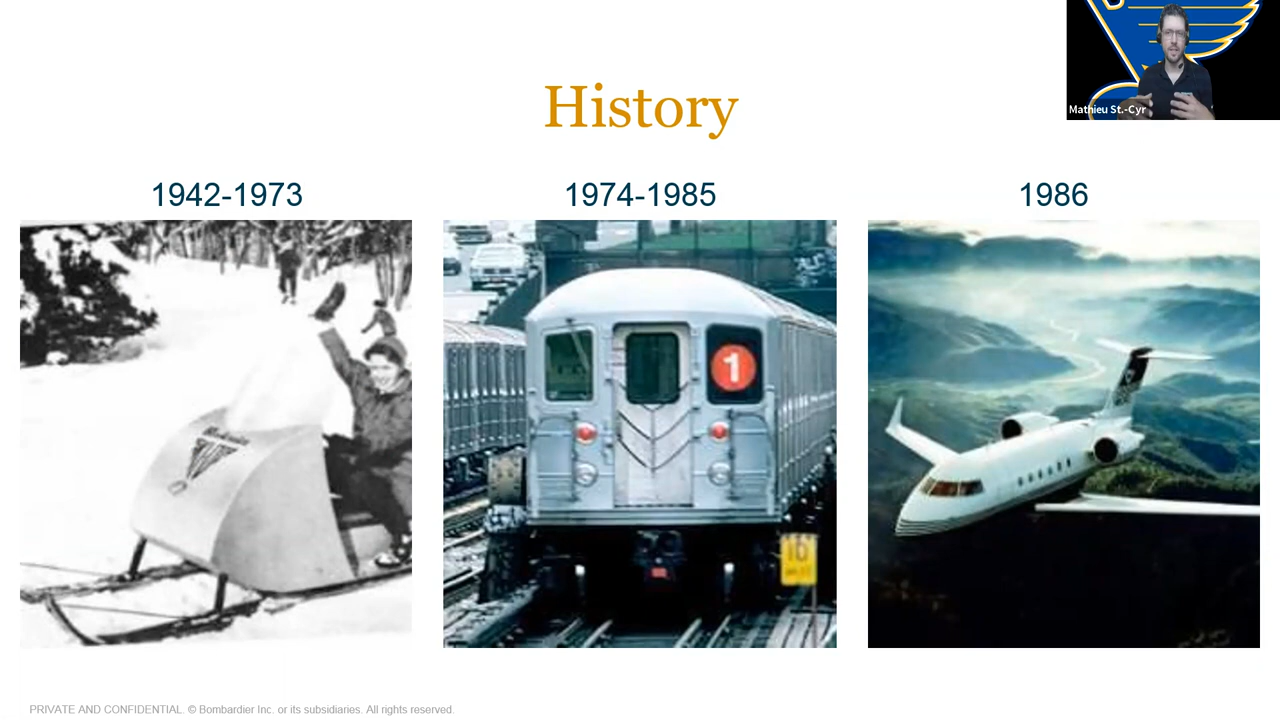 Mathieu St.-Cyr
History
1942-1973
1974-1985
1986
1
PRIVATE AND CONFIDENTIAL. © Bombardier Inc. or its subsidiaries. All rights reserved.